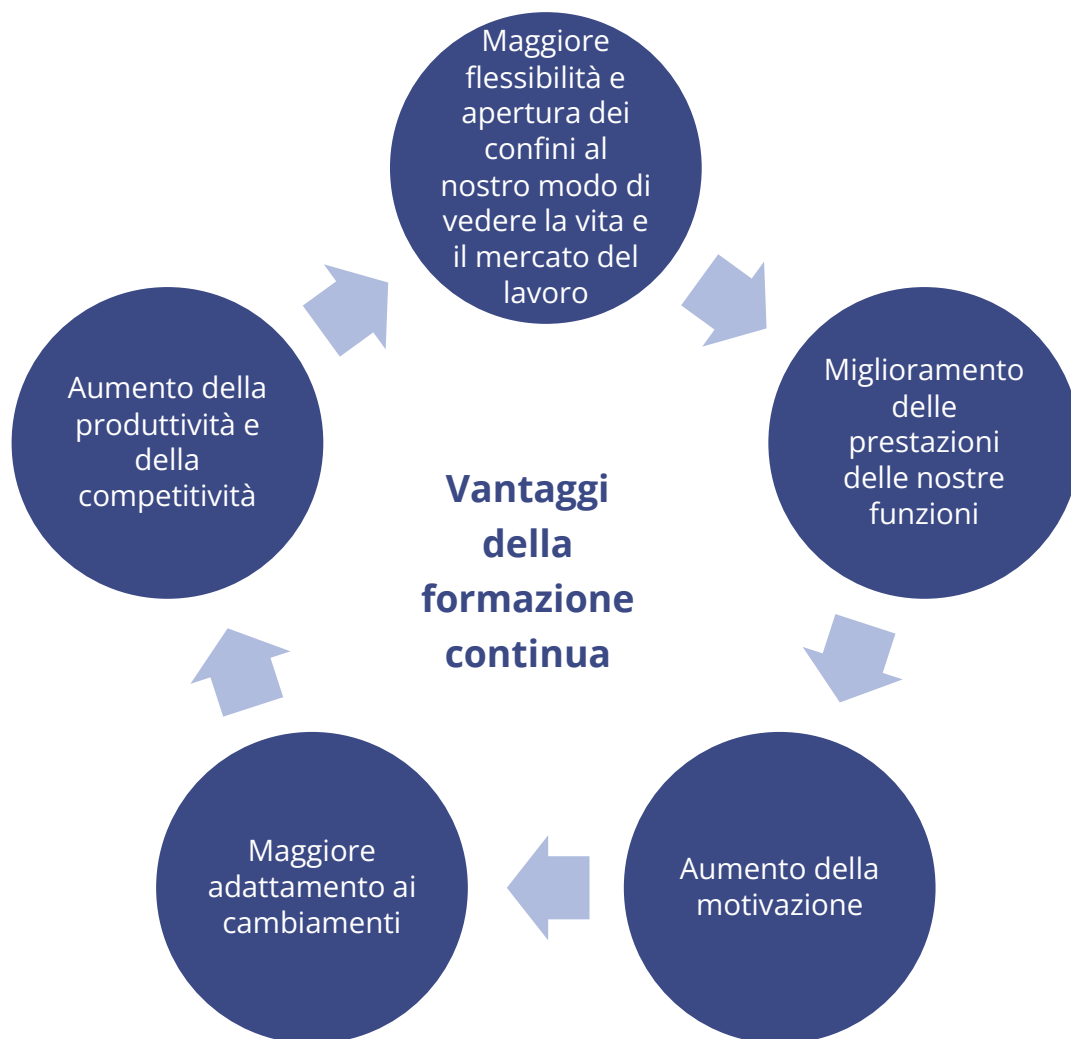 Maggiore
flessibilità e
apertura dei
confini al
nostro modo di
vedere la vita e
il mercato del
lavoro
Miglioramento
delle
prestazioni
delle nostre
funzioni
Aumento della
motivazione
Maggiore
adattamento ai
cambiamenti
Aumento della
produttività e
della
competitività
Vantaggi
della
formazione
continua